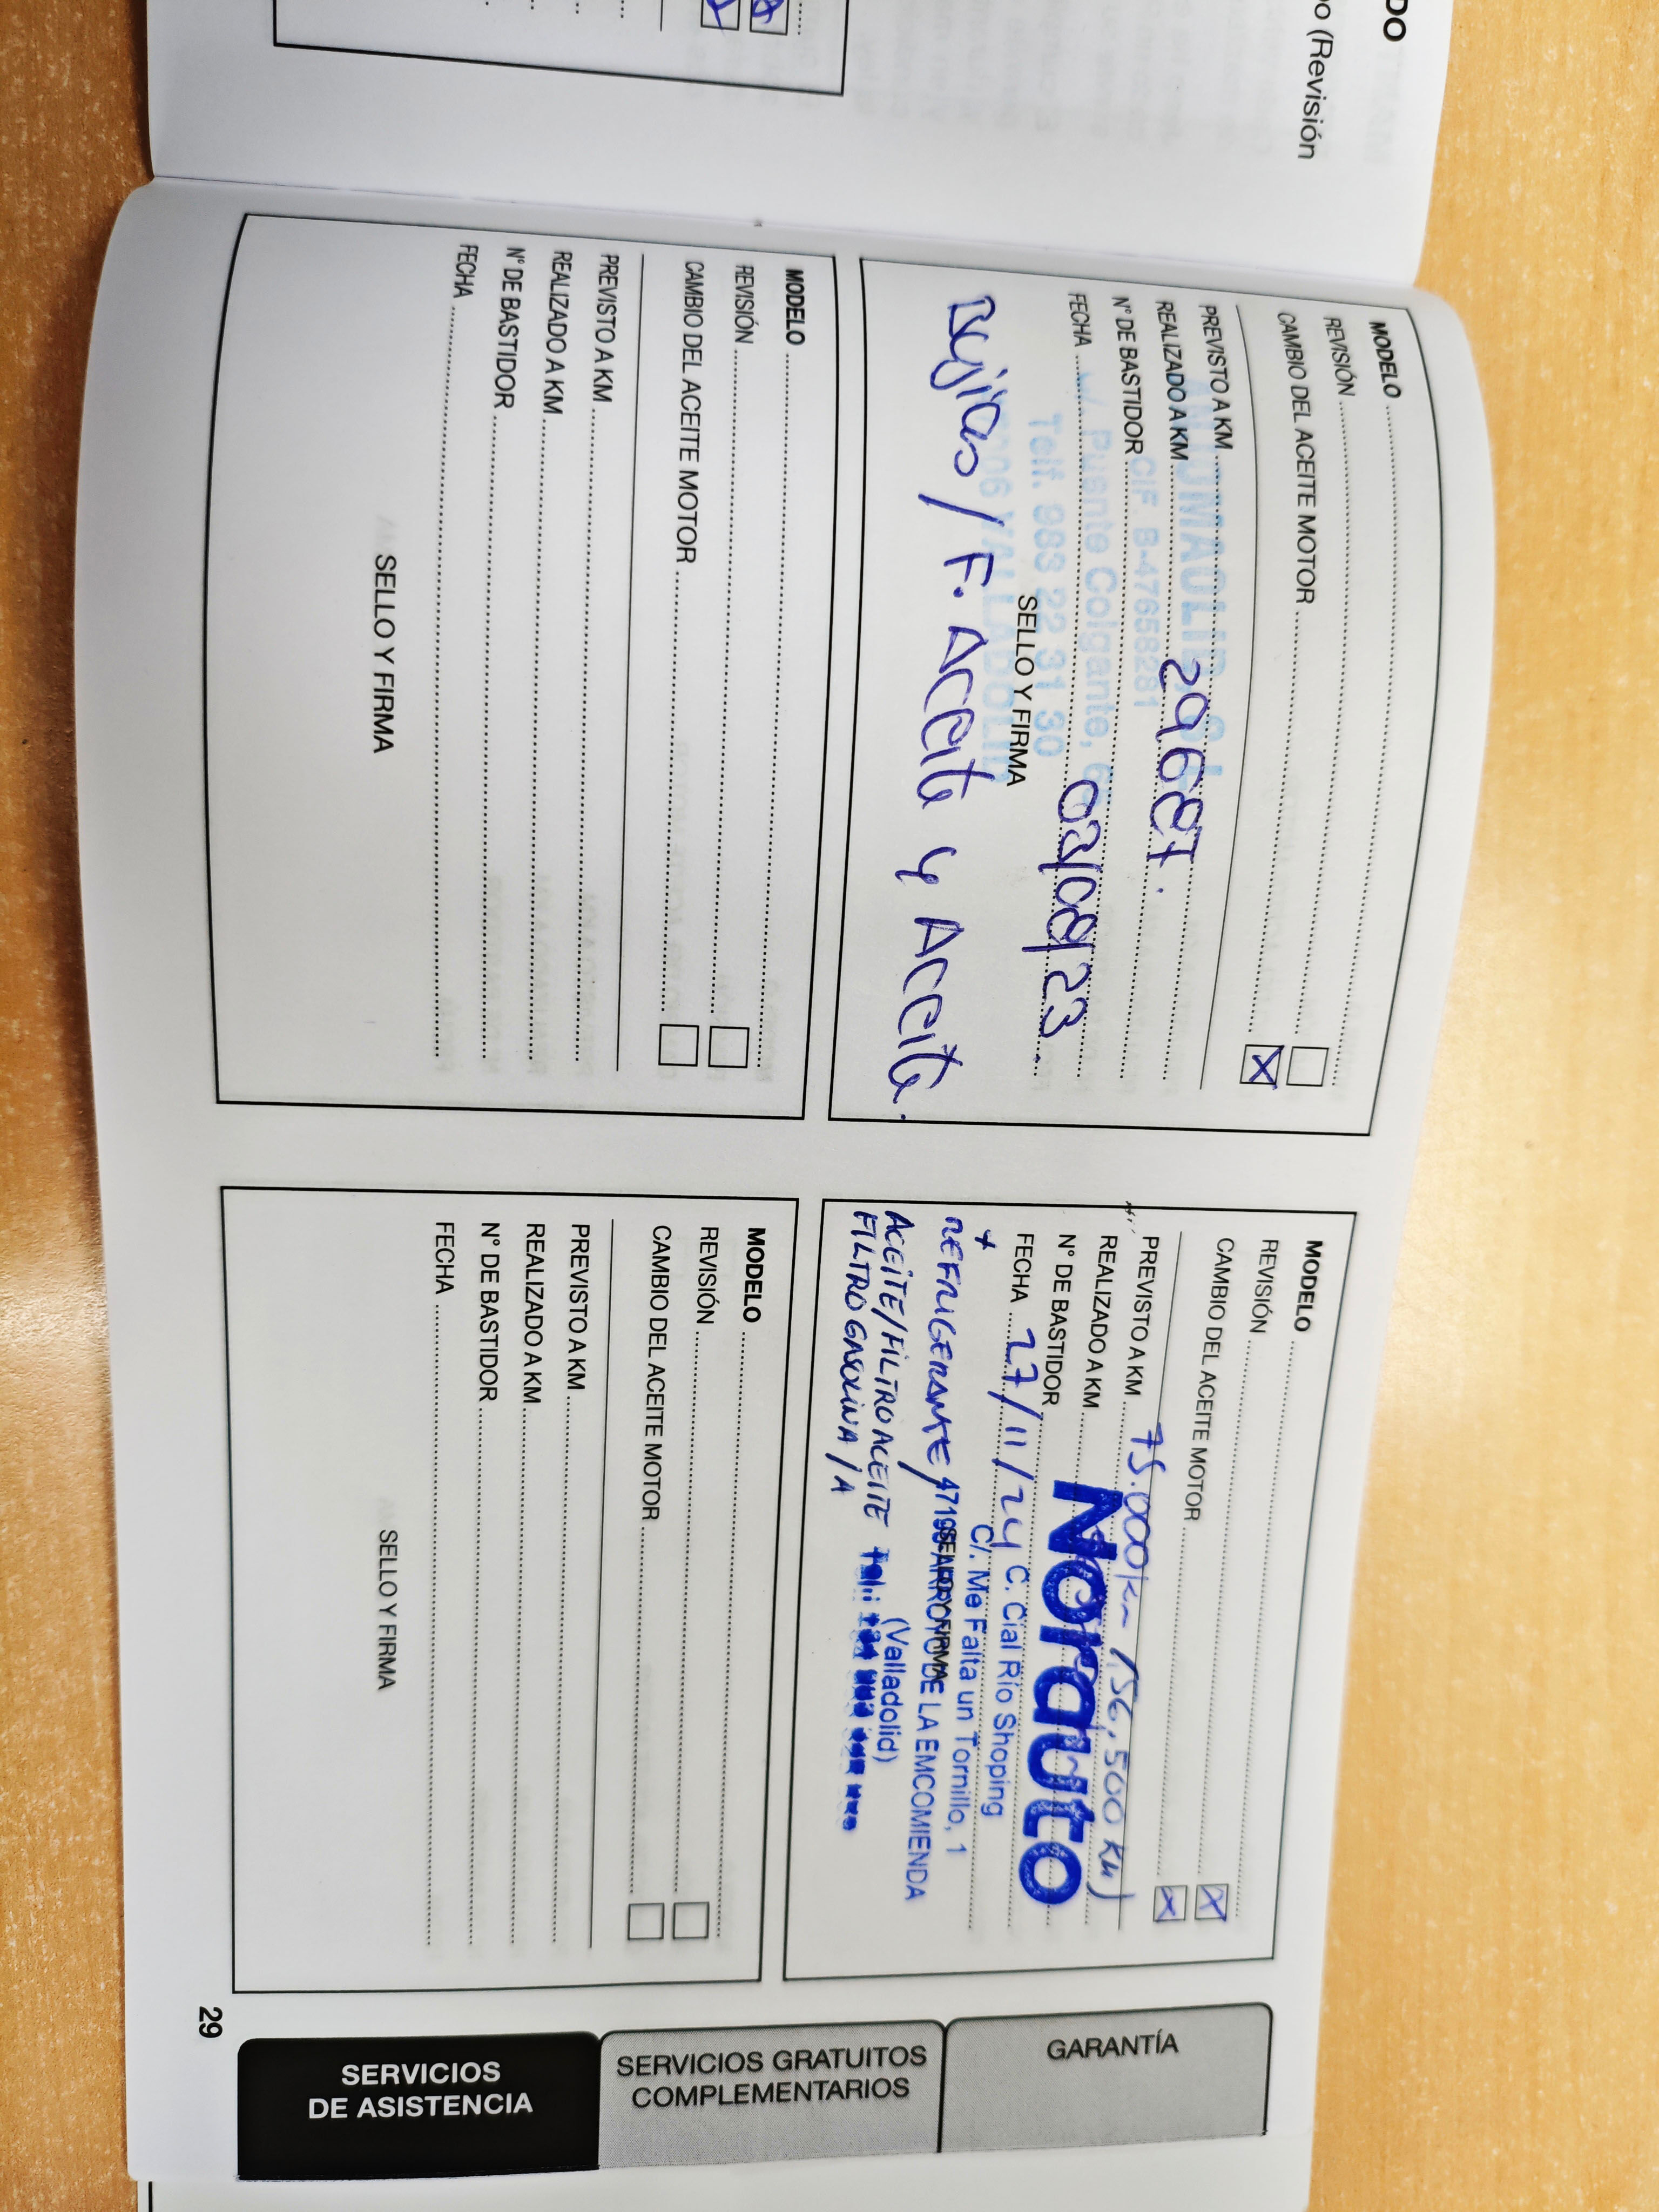 DO
o (Revisión
MODELO
REVISIÓN
CAMBIO DEL ACEITE MOTOR
PREVISTO A KM
REALIZADO A KM 29687.
Nº DE BASTIDOR
CIF B-47658281
FECHA 03/08/23
Puente Colgante, 6
Telf. 983 22 31 30
SELLO Y FIRMA
VALLADOLID
Bujias / F. Aceite y Aceite.
MODELO
REVISIÓN
CAMBIO DEL ACEITE MOTOR
PREVISTO A KM 75.000km / 56,500 KM)
REALIZADO A KM
Nº DE BASTIDOR
Norauto
FECHA 27/11/24
C. Cial Río Shoping
C/. Me Falta un Tornillo, 1
SELLO Y FIRMA
47195 ARROYO DE LA EMCOMIENDA
(Valladolid)
REFRIGERANTE /
ACEITE/FILTRO ACEITE
FILTRO GASOLINA / A
MODELO
REVISIÓN
CAMBIO DEL ACEITE MOTOR
PREVISTO A KM
REALIZADO A KM
Nº DE BASTIDOR
FECHA
SELLO Y FIRMA
MODELO
REVISIÓN
CAMBIO DEL ACEITE MOTOR
PREVISTO A KM
REALIZADO A KM
Nº DE BASTIDOR
FECHA
SELLO Y FIRMA
GARANTÍA
SERVICIOS GRATUITOS
COMPLEMENTARIOS
SERVICIOS
DE ASISTENCIA
29